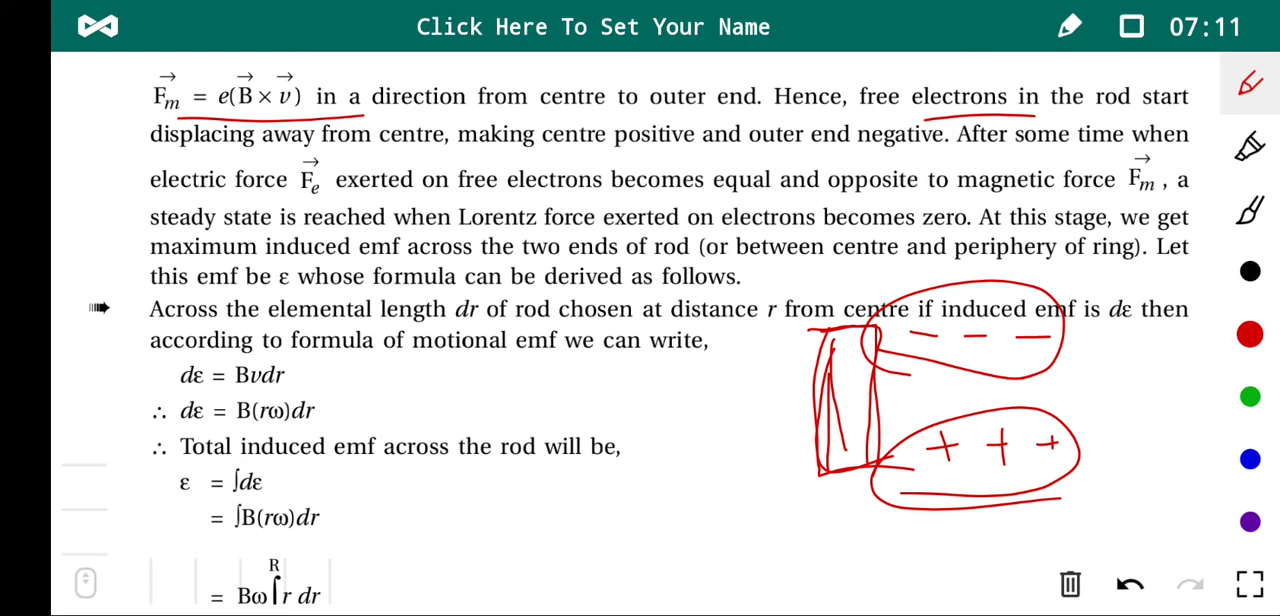 Click Here To Set Your Name
07:11
→ → →
F_m = e(B × v) in a direction from centre to outer end. Hence, free electrons in the rod start
displacing away from centre, making centre positive and outer end negative. After some time when
→ →
electric force F_e exerted on free electrons becomes equal and opposite to magnetic force F_m, a
steady state is reached when Lorentz force exerted on electrons becomes zero. At this stage, we get
maximum induced emf across the two ends of rod (or between centre and periphery of ring). Let
this emf be ε whose formula can be derived as follows.
➠ Across the elemental length dr of rod chosen at distance r from centre if induced emf is dε then
according to formula of motional emf we can write,
dε = Bvdr
∴ dε = B(rω)dr
∴ Total induced emf across the rod will be,
ε = ∫dε
= ∫B(rω)dr
R
= Bω∫r dr
− − −
+ + +